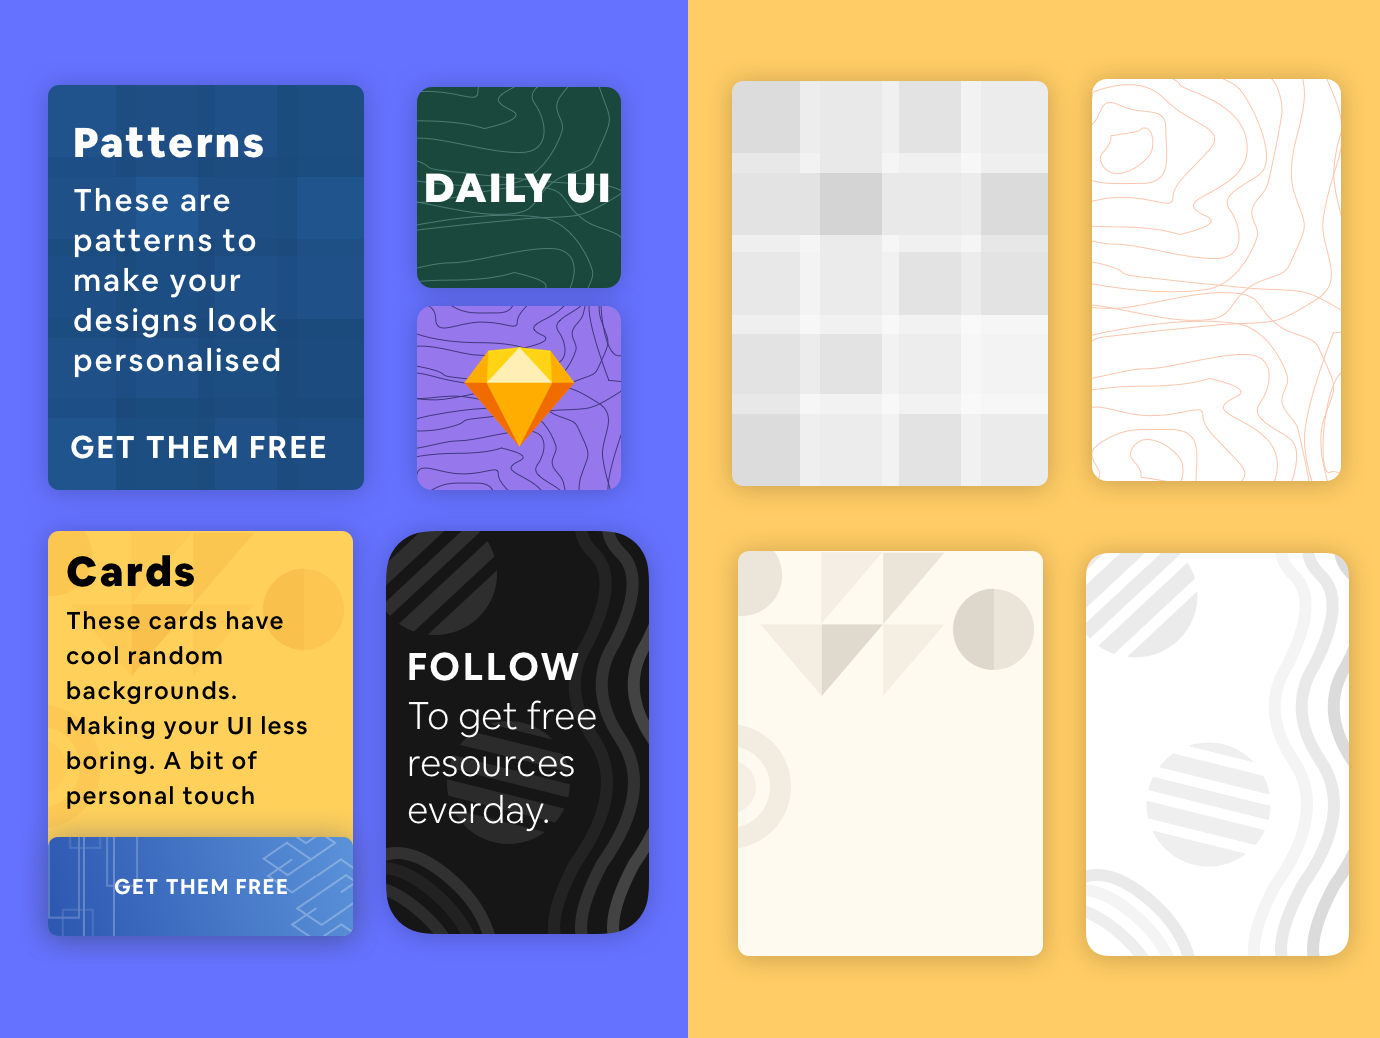 Patterns
These are
patterns to
make your
designs look
personalised
GET THEM FREE
DAILY UI
Cards
These cards have
cool random
backgrounds.
Making your UI less
boring. A bit of
personal touch
GET THEM FREE
FOLLOW
To get free
resources
everday.